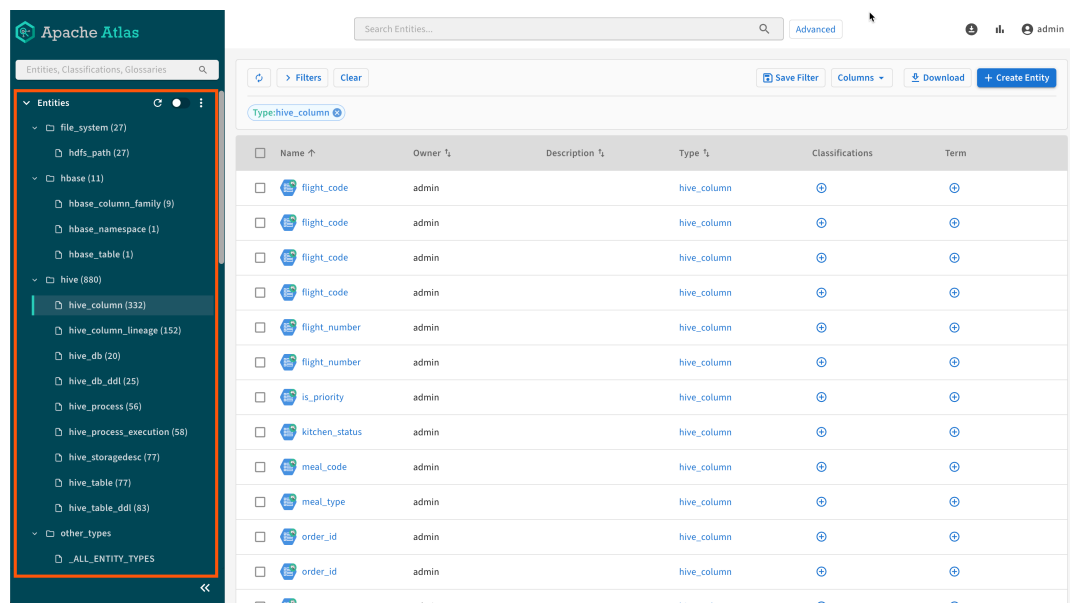 Apache Atlas
Search Entities...
Advanced
admin
Entities, Classifications, Glossaries
Entities
file_system (27)
hdfs_path (27)
hbase (11)
hbase_column_family (9)
hbase_namespace (1)
hbase_table (1)
hive (880)
hive_column (332)
hive_column_lineage (152)
hive_db (20)
hive_db_ddl (25)
hive_process (56)
hive_process_execution (58)
hive_storagedesc (77)
hive_table (77)
hive_table_ddl (83)
other_types
_ALL_ENTITY_TYPES
Filters
Clear
Save Filter
Columns
Download
Create Entity
Type:hive_column
Name Owner Description Type Classifications Term
flight_code admin hive_column
flight_code admin hive_column
flight_code admin hive_column
flight_code admin hive_column
flight_number admin hive_column
flight_number admin hive_column
is_priority admin hive_column
kitchen_status admin hive_column
meal_code admin hive_column
meal_type admin hive_column
order_id admin hive_column
order_id admin hive_column